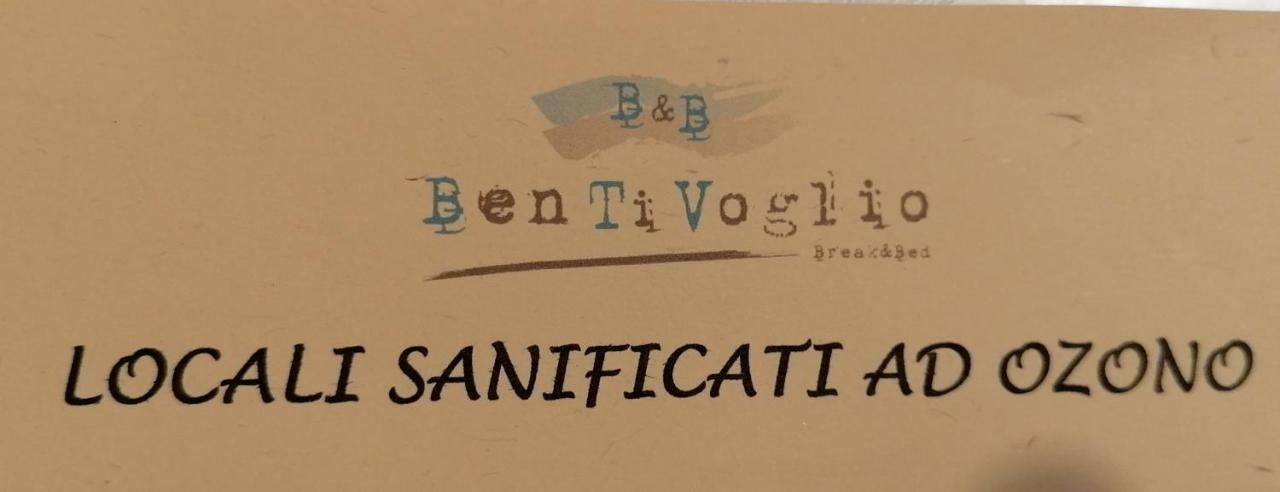 B&B
BenTiVoglio
Break&Bed
LOCALI SANIFICATI AD OZONO